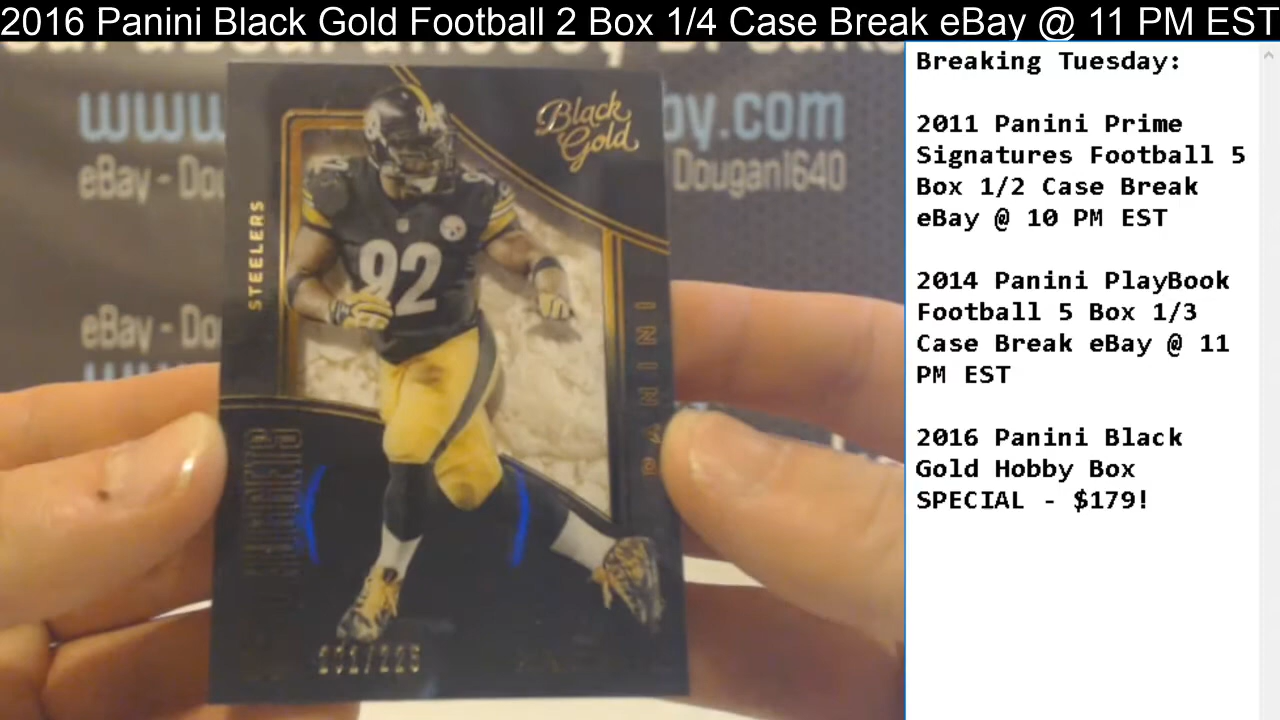 2016 Panini Black Gold Football 2 Box 1/4 Case Break eBay @ 11 PM EST
Breaking Tuesday:
2011 Panini Prime
Signatures Football 5
Box 1/2 Case Break
eBay @ 10 PM EST
2014 Panini PlayBook
Football 5 Box 1/3
Case Break eBay @ 11
PM EST
2016 Panini Black
Gold Hobby Box
SPECIAL - $179!
Dougan1640
eBay -
eBay -
Black
Gold
STEELERS
92
PANINI